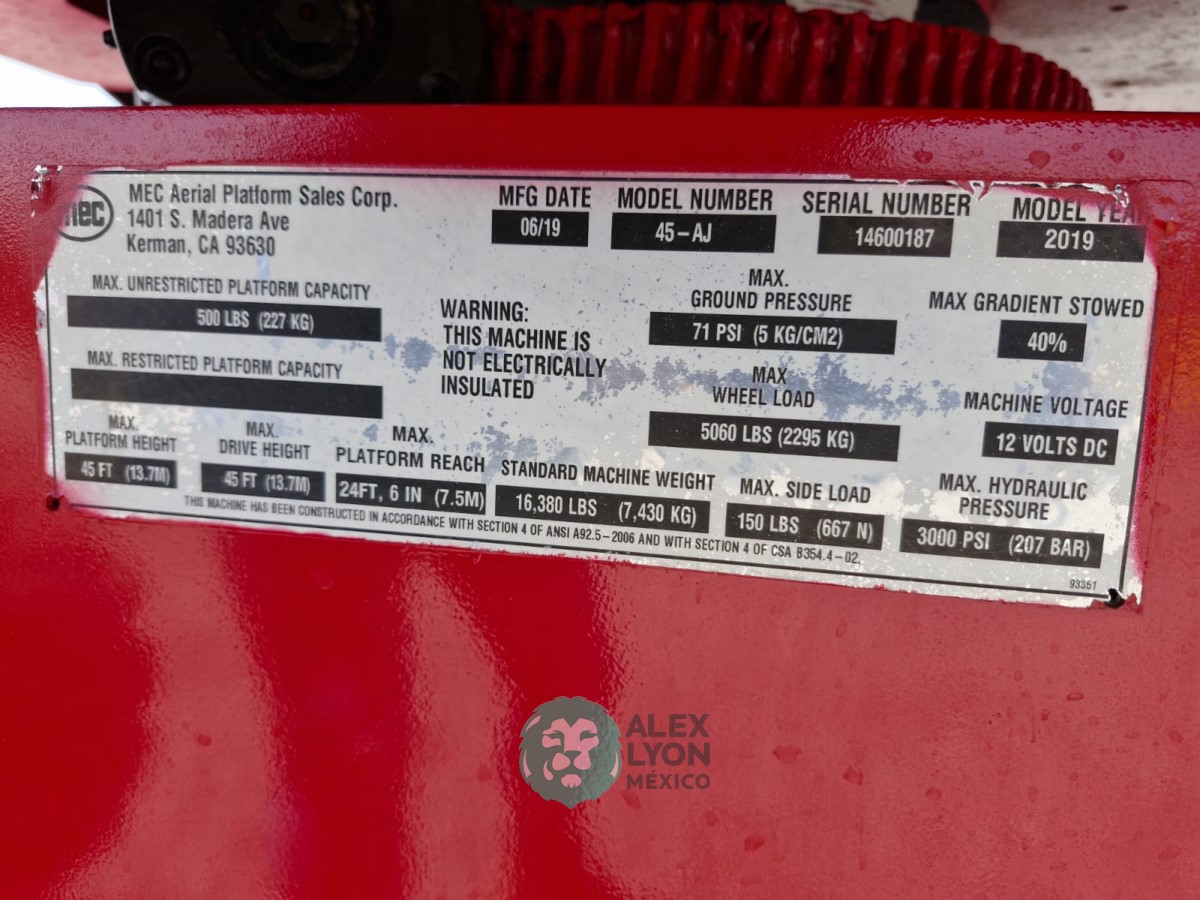 mec
MEC Aerial Platform Sales Corp.
1401 S. Madera Ave
Kerman, CA 93630
MFG DATE
06/19
MODEL NUMBER
45-AJ
SERIAL NUMBER
14600187
MODEL YEA
2019
MAX. UNRESTRICTED PLATFORM CAPACITY
500 LBS (227 KG)
MAX. RESTRICTED PLATFORM CAPACITY
WARNING:
THIS MACHINE IS
NOT ELECTRICALLY
INSULATED
MAX.
GROUND PRESSURE
71 PSI (5 KG/CM2)
MAX GRADIENT STOWED
40%
MAX
WHEEL LOAD
5060 LBS (2295 KG)
MACHINE VOLTAGE
12 VOLTS DC
MAX.
PLATFORM HEIGHT
45 FT (13.7M)
MAX.
DRIVE HEIGHT
45 FT (13.7M)
MAX.
PLATFORM REACH
24FT, 6 IN (7.5M)
STANDARD MACHINE WEIGHT
16,380 LBS (7,430 KG)
MAX. SIDE LOAD
150 LBS (667 N)
MAX. HYDRAULIC
PRESSURE
3000 PSI (207 BAR)
THIS MACHINE HAS BEEN CONSTRUCTED IN ACCORDANCE WITH SECTION 4 OF ANSI A92.5-2006 AND WITH SECTION 4 OF CSA B354.4-02.
93361
ALEX
LYON
MÉXICO